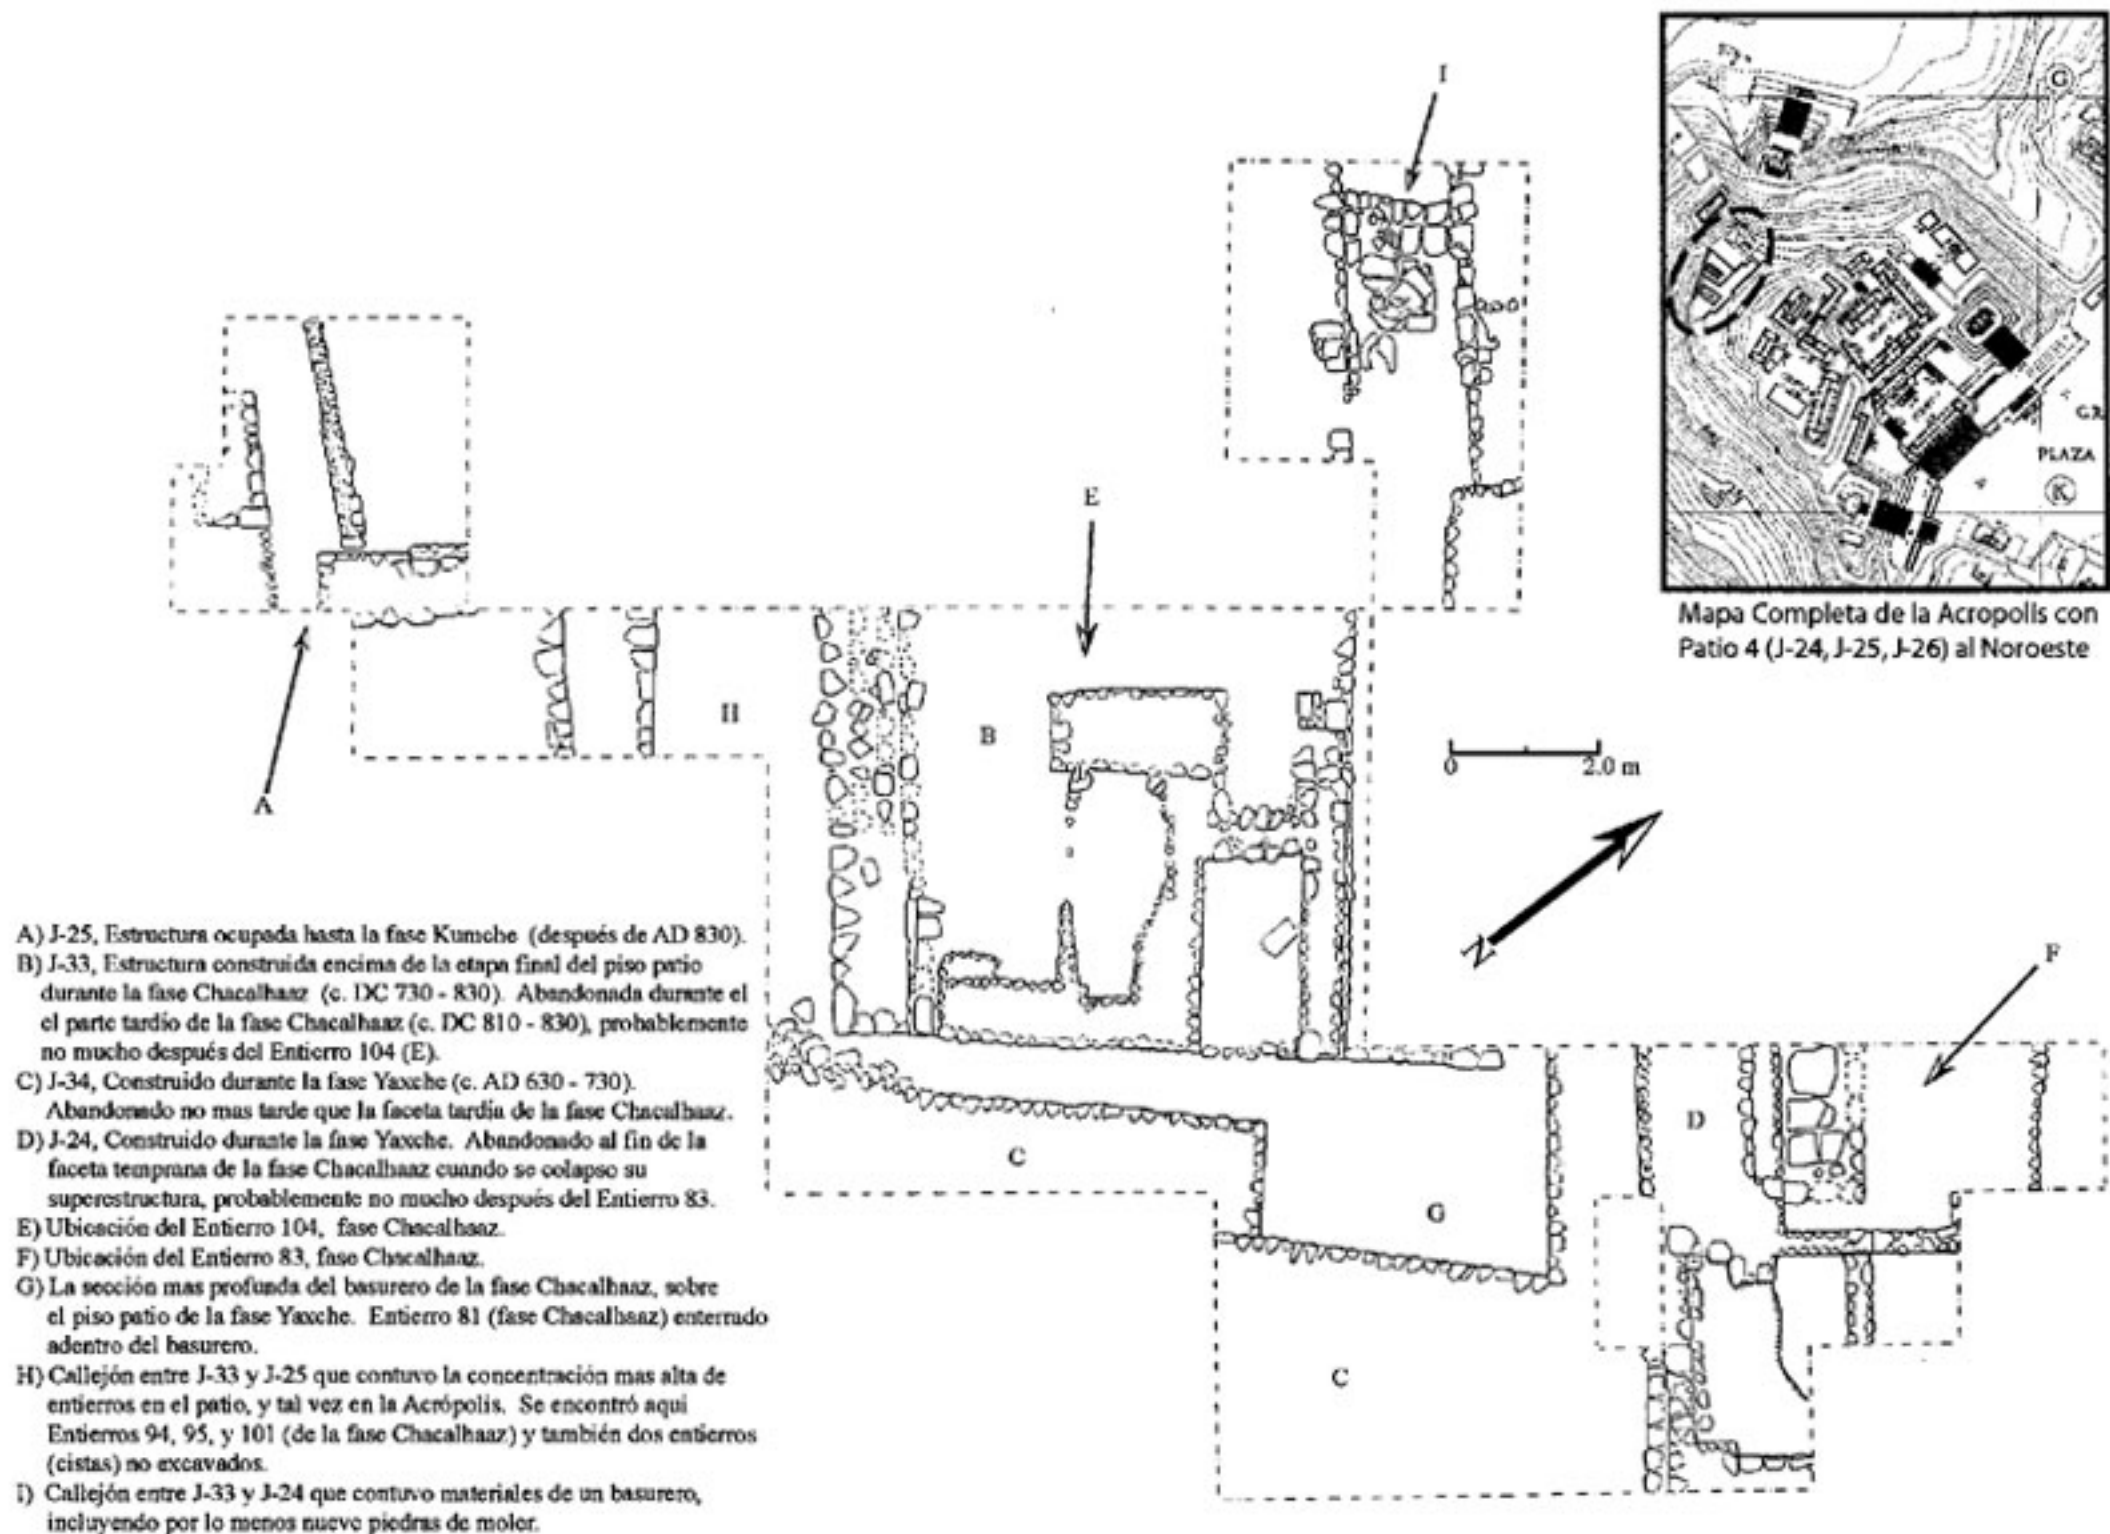 I
G
G.R.
PLAZA
K
Mapa Completa de la Acropolis con
Patio 4 (J-24, J-25, J-26) al Noroeste
E
H
B
0 2.0 m
A
N
F
D
C
G
C
A) J-25, Estructura ocupada hasta la fase Kumche (después de AD 830).
B) J-33, Estructura construida encima de la etapa final del piso patio
durante la fase Chacalhaaz (c. DC 730 - 830). Abandonada durante el
el parte tardio de la fase Chacalhaaz (c. DC 810 - 830), probablemente
no mucho después del Entierro 104 (E).
C) J-34, Construido durante la fase Yaxche (c. AD 630 - 730).
Abandonado no mas tarde que la faceta tardia de la fase Chacalhaaz.
D) J-24, Construido durante la fase Yaxche. Abandonado al fin de la
faceta temprana de la fase Chacalhaaz cuando se colapso su
superestructura, probablemente no mucho después del Entierro 83.
E) Ubicación del Entierro 104, fase Chacalhaaz.
F) Ubicación del Entierro 83, fase Chacalhaaz.
G) La sección mas profunda del basurero de la fase Chacalhaaz, sobre
el piso patio de la fase Yaxche. Entierro 81 (fase Chacalhaaz) enterrado
adentro del basurero.
H) Callejón entre J-33 y J-25 que contuvo la concentración mas alta de
entierros en el patio, y tal vez en la Acrópolis. Se encontró aqui
Entierros 94, 95, y 101 (de la fase Chacalhaaz) y también dos entierros
(cistas) no excavados.
I) Callejón entre J-33 y J-24 que contuvo materiales de un basurero,
incluyendo por lo menos nueve piedras de moler.